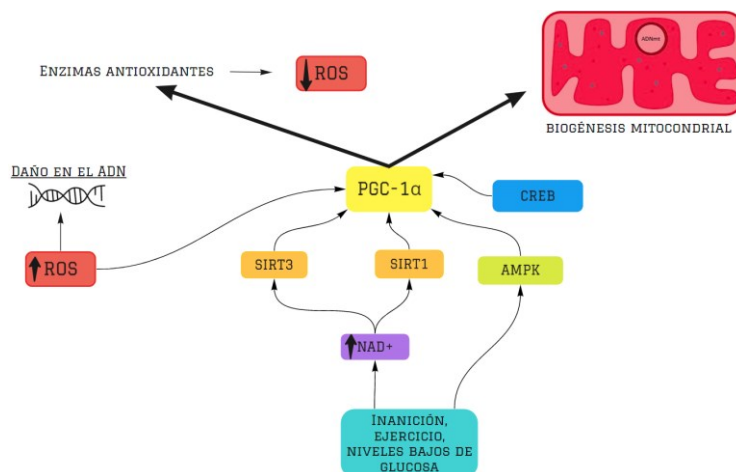 ADNmt
ENZIMAS ANTIOXIDANTES
ROS
BIOGÉNESIS MITOCONDRIAL
DAÑO EN EL ADN
PGC-1α
CREB
ROS
SIRT3
SIRT1
AMPK
NAD+
INANICIÓN,
EJERCICIO,
NIVELES BAJOS DE
GLUCOSA